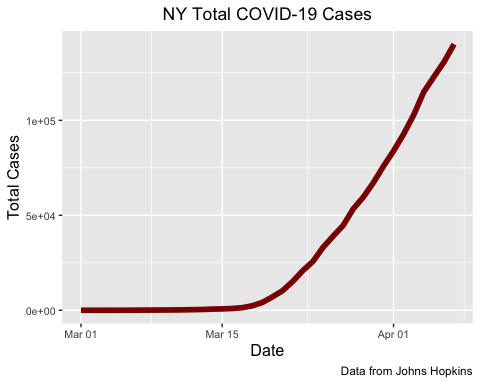 NY Total COVID-19 Cases
Total Cases
1e+05
5e+04
0e+00
Mar 01
Mar 15
Apr 01
Date
Data from Johns Hopkins